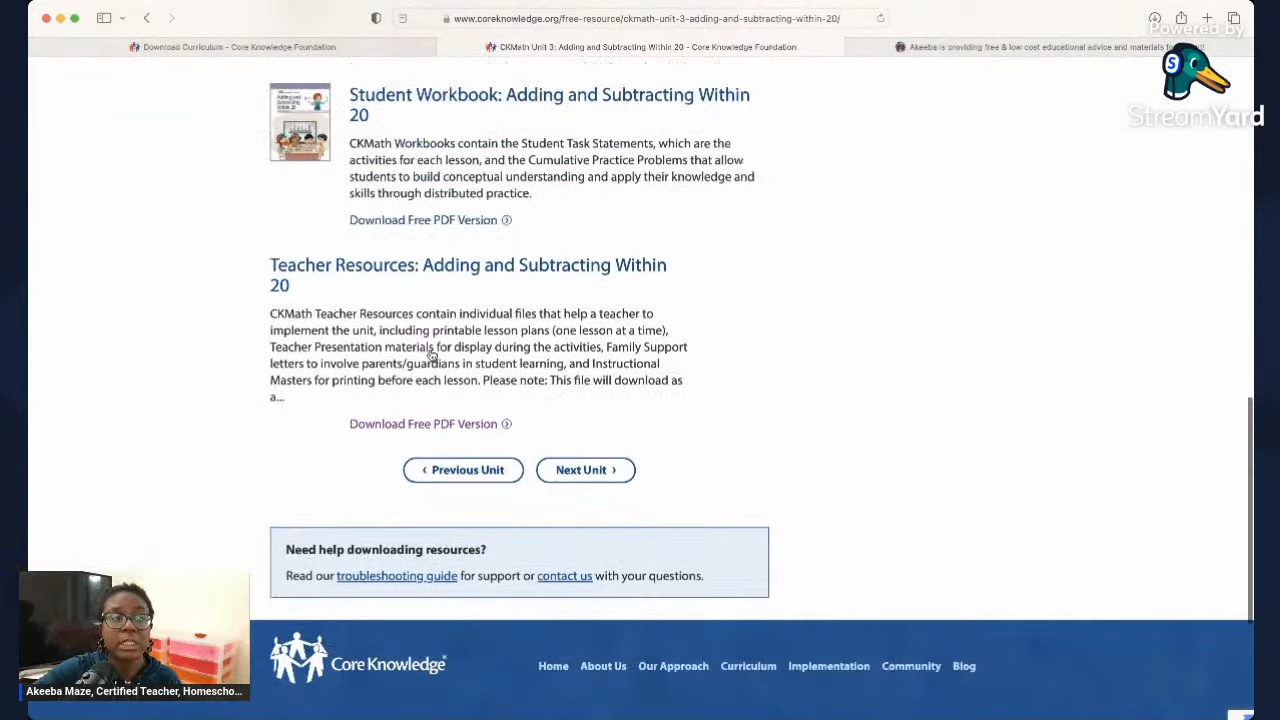 www.coreknowledge.org/free-resource/ckmath-unit-3-adding-and-subtracting-within-20/
Powered by
Download Curriculum - Core Knowledge Foundation
CKMath Unit 3: Adding and Subtracting Within 20 - Core Knowledge Foundation
Akeeba is providing free & low cost educational advice and materials
StreamYard
Student Workbook: Adding and Subtracting Within
20
CKMath Workbooks contain the Student Task Statements, which are the
activities for each lesson, and the Cumulative Practice Problems that allow
students to build conceptual understanding and apply their knowledge and
skills through distributed practice.
Download Free PDF Version
Adding and
Subtracting
Within 20
Teacher Resources: Adding and Subtracting Within
20
CKMath Teacher Resources contain individual files that help a teacher to
implement the unit, including printable lesson plans (one lesson at a time),
Teacher Presentation materials for display during the activities, Family Support
letters to involve parents/guardians in student learning, and Instructional
Masters for printing before each lesson. Please note: This file will download as
a...
Download Free PDF Version
‹ Previous Unit
Next Unit ›
Need help downloading resources?
Read our troubleshooting guide for support or contact us with your questions.
Core Knowledge
Home
About Us
Our Approach
Curriculum
Implementation
Community
Blog
Akeeba Maze, Certified Teacher, Homescho...